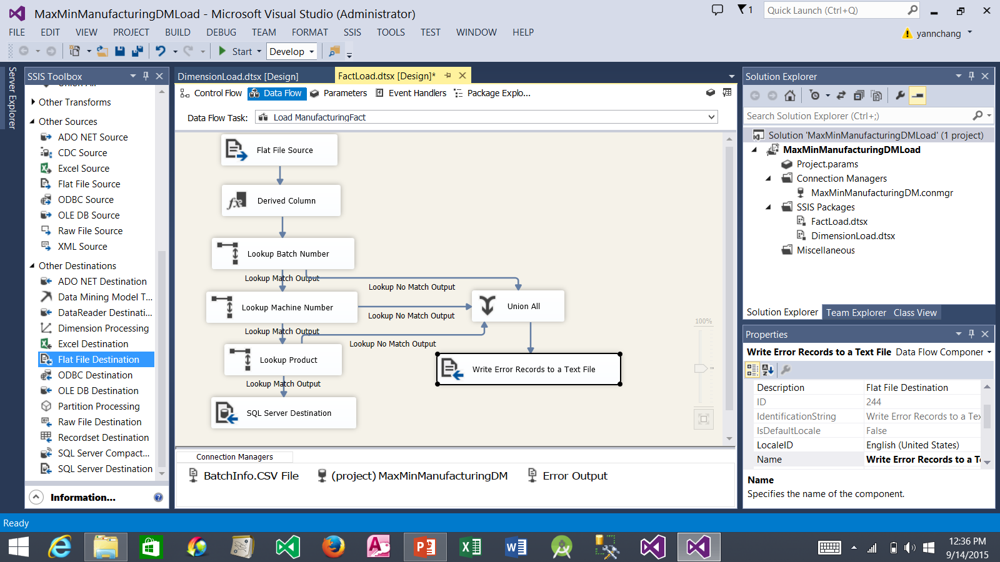 MaxMinManufacturingDMLoad - Microsoft Visual Studio (Administrator)
1
Quick Launch (Ctrl+Q)
FILE EDIT VIEW PROJECT BUILD DEBUG TEAM FORMAT SSIS TOOLS TEST WINDOW HELP
yannchang
Start
Develop
Server Explorer
SSIS Toolbox
Union All
Other Transforms
Other Sources
ADO NET Source
CDC Source
Excel Source
Flat File Source
ODBC Source
OLE DB Source
Raw File Source
XML Source
Other Destinations
ADO NET Destination
Data Mining Model T...
DataReader Destinati...
Dimension Processing
Excel Destination
Flat File Destination
ODBC Destination
OLE DB Destination
Partition Processing
Raw File Destination
Recordset Destination
SQL Server Compact...
SQL Server Destination
Information...
DimensionLoad.dtsx [Design]
FactLoad.dtsx [Design]*
Control Flow
Data Flow
Parameters
Event Handlers
Package Explo...
Data Flow Task:
Load ManufacturingFact
Flat File Source
fx
Derived Column
Lookup Batch Number
Lookup Match Output
Lookup No Match Output
Lookup Machine Number
Union All
Lookup No Match Output
Lookup Match Output
Lookup No Match Output
Lookup Product
Write Error Records to a Text File
Lookup Match Output
SQL Server Destination
100%
Connection Managers
BatchInfo.CSV File
(project) MaxMinManufacturingDM
Error Output
Solution Explorer
Search Solution Explorer (Ctrl+;)
Solution 'MaxMinManufacturingDMLoad' (1 project)
MaxMinManufacturingDMLoad
Project.params
Connection Managers
MaxMinManufacturingDM.conmgr
SSIS Packages
FactLoad.dtsx
DimensionLoad.dtsx
Miscellaneous
Solution Explorer
Team Explorer
Class View
Properties
Write Error Records to a Text File Data Flow Componer
Description Flat File Destination
ID 244
IdentificationString Write Error Records to a Tex
IsDefaultLocale False
LocaleID English (United States)
Name Write Error Records to a Te
Name
Specifies the name of the component.
Ready
12:36 PM
9/14/2015